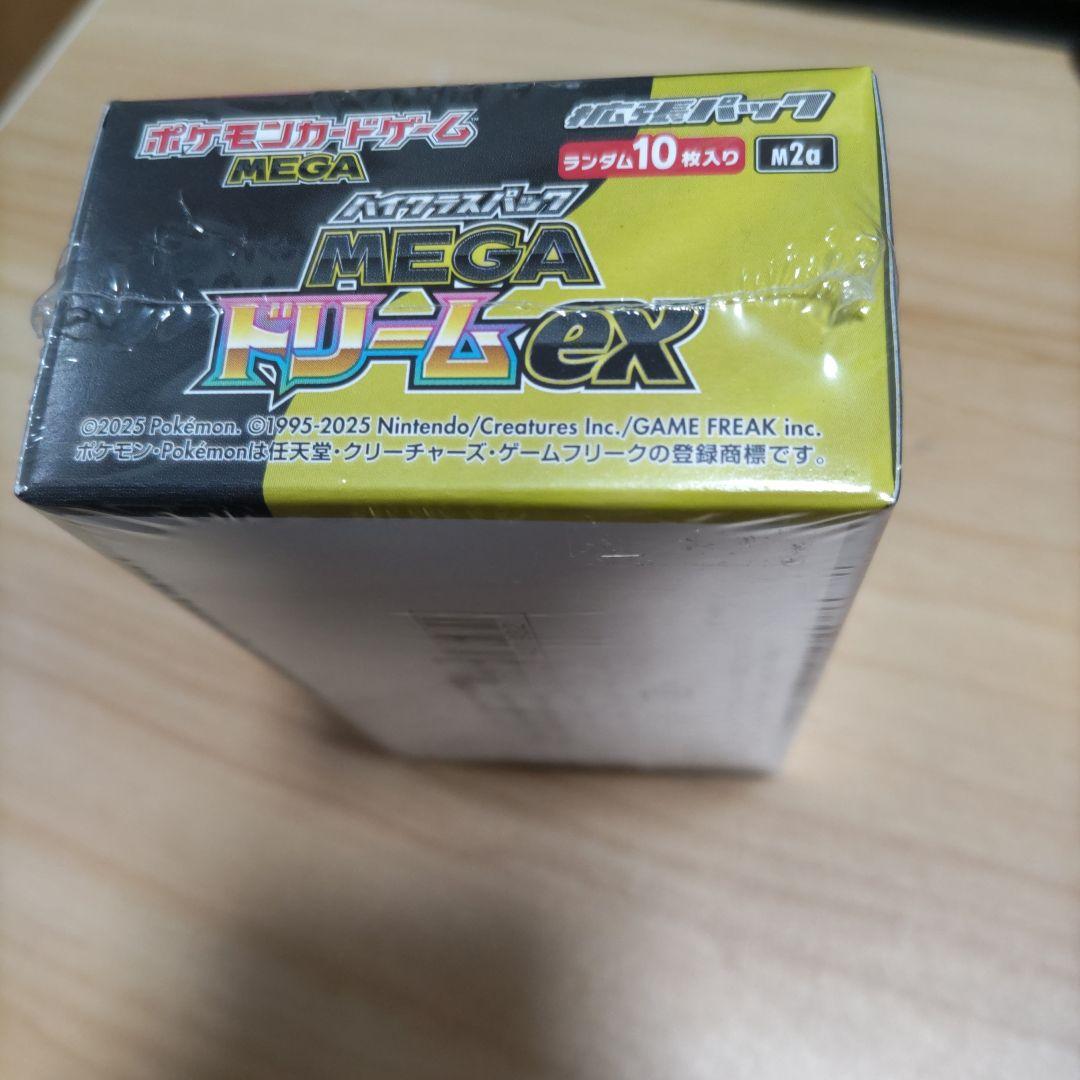 ポケモンカードゲーム
MEGA
拡張パック
ランダム10枚入り
M2a
ハイクラスパック
MEGA
ドリームex
©2025 Pokémon. ©1995-2025 Nintendo/Creatures Inc./GAME FREAK inc.
ポケモン・Pokémonは任天堂・クリーチャーズ・ゲームフリークの登録商標です。